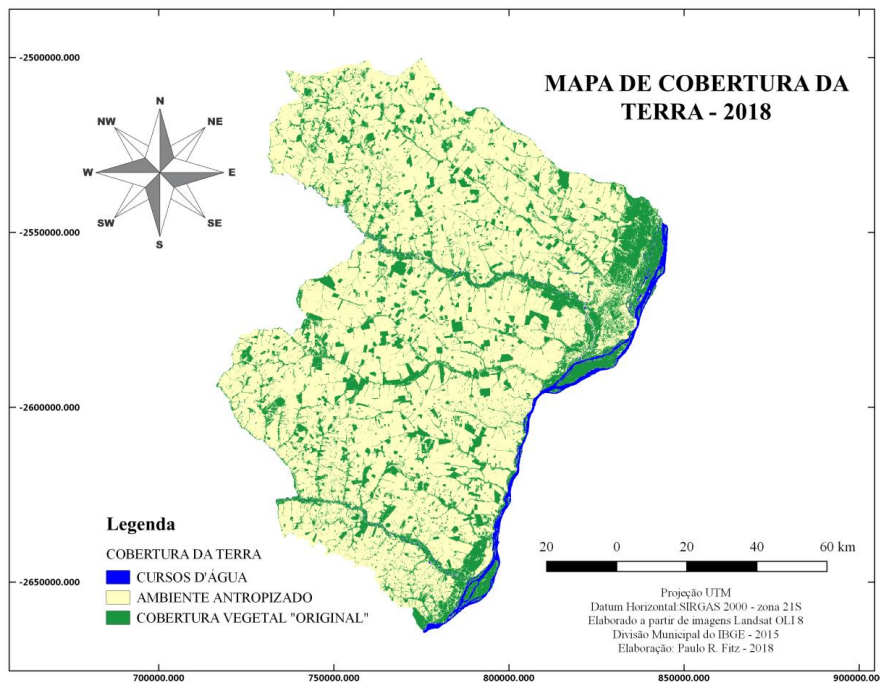 -2500000.000
MAPA DE COBERTURA DA
TERRA - 2018
N
NW
NE
W
E
SW
SE
S
-2550000.000
-2600000.000
-2650000.000
Legenda
COBERTURA DA TERRA
CURSOS D'ÁGUA
AMBIENTE ANTROPIZADO
COBERTURA VEGETAL "ORIGINAL"
20 0 20 40 60 km
Projeção UTM
Datum Horizontal:SIRGAS 2000 - zona 21S
Elaborado a partir de imagens Landsat OLI 8
Divisão Municipal do IBGE - 2015
Elaboração: Paulo R. Fitz - 2018
700000.000 750000.000 800000.000 850000.000 900000.000